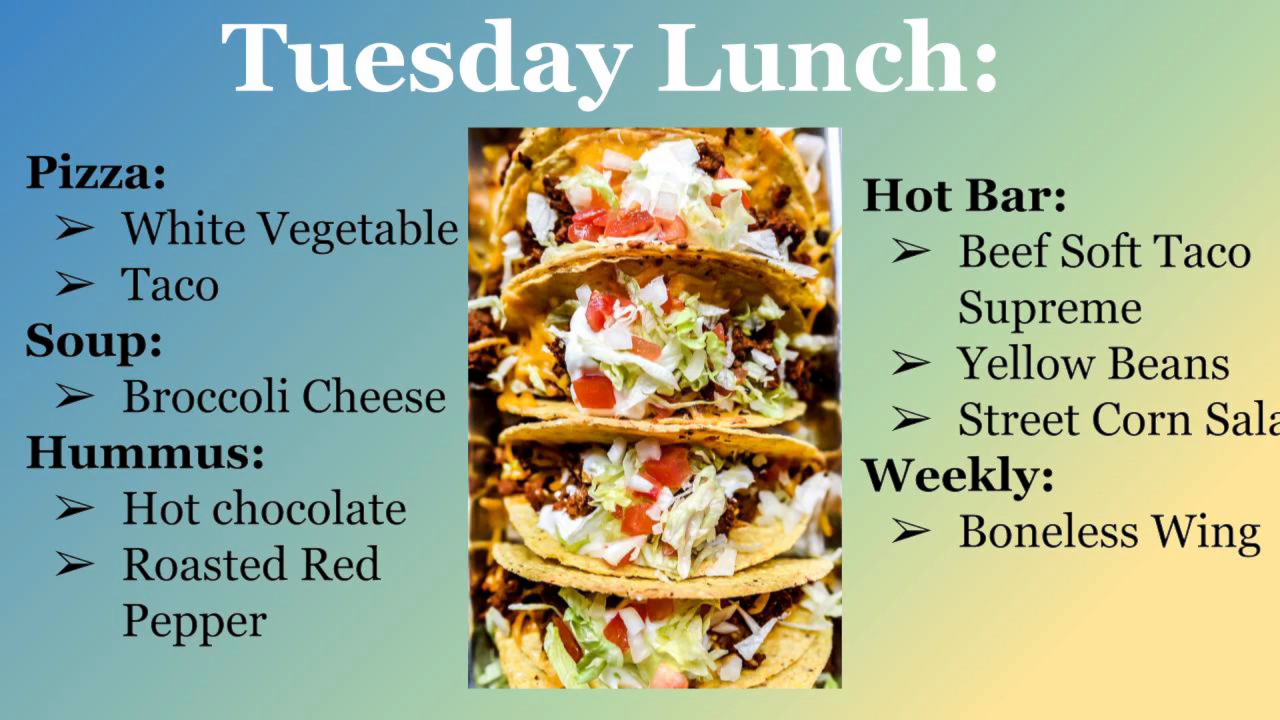 Tuesday Lunch:
Pizza:
➢ White Vegetable
➢ Taco
Soup:
➢ Broccoli Cheese
Hummus:
➢ Hot chocolate
➢ Roasted Red
Pepper
Hot Bar:
➢ Beef Soft Taco
Supreme
➢ Yellow Beans
➢ Street Corn
Weekly:
➢ Boneless Wing